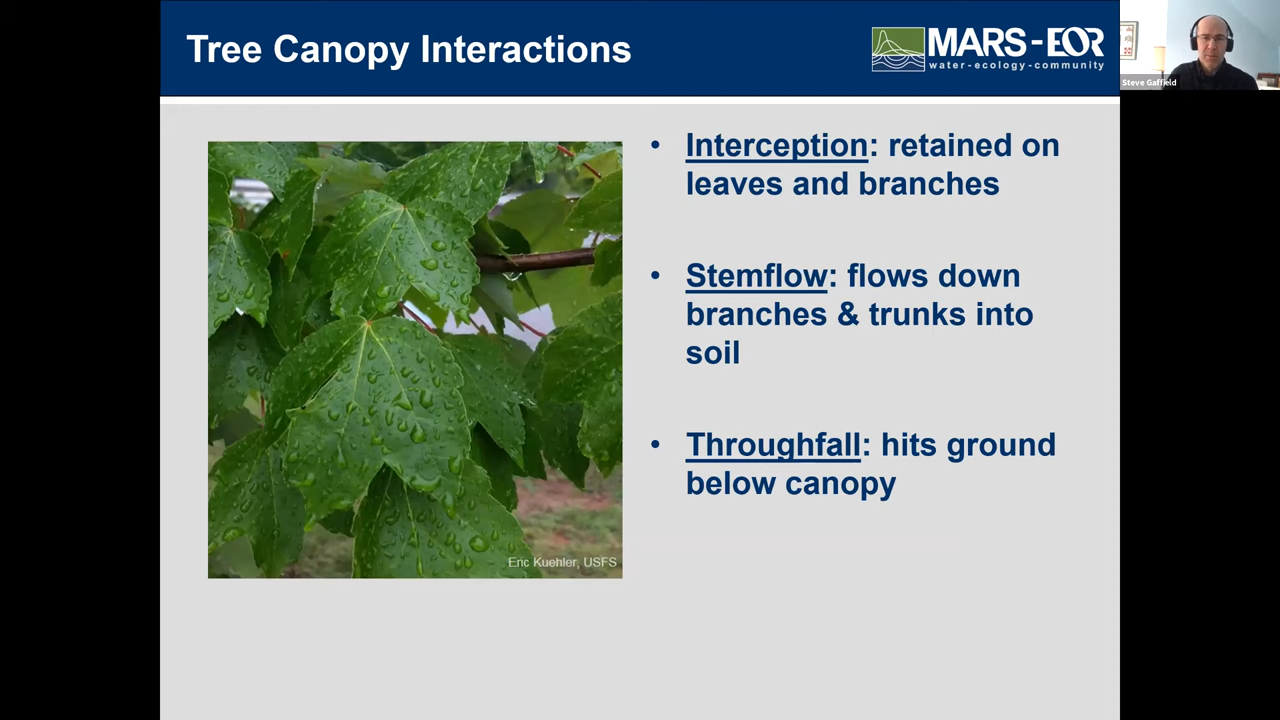 Tree Canopy Interactions
MARS-EOR
water-ecology-community
Steve Gaffield
• Interception: retained on
leaves and branches
• Stemflow: flows down
branches & trunks into
soil
• Throughfall: hits ground
below canopy
Eric Kuehler, USFS